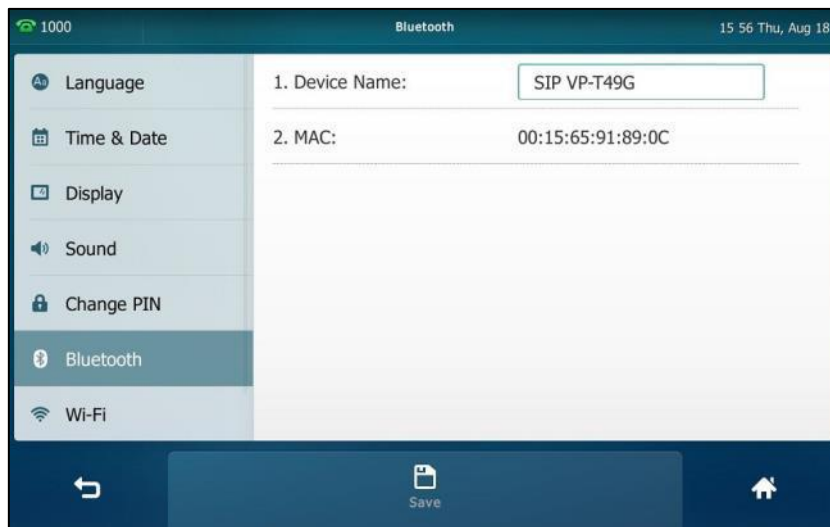 1000 Bluetooth 15 56 Thu, Aug 18
Language
Time & Date
Display
Sound
Change PIN
Bluetooth
Wi-Fi
1. Device Name: SIP VP-T49G
2. MAC: 00:15:65:91:89:0C
Save